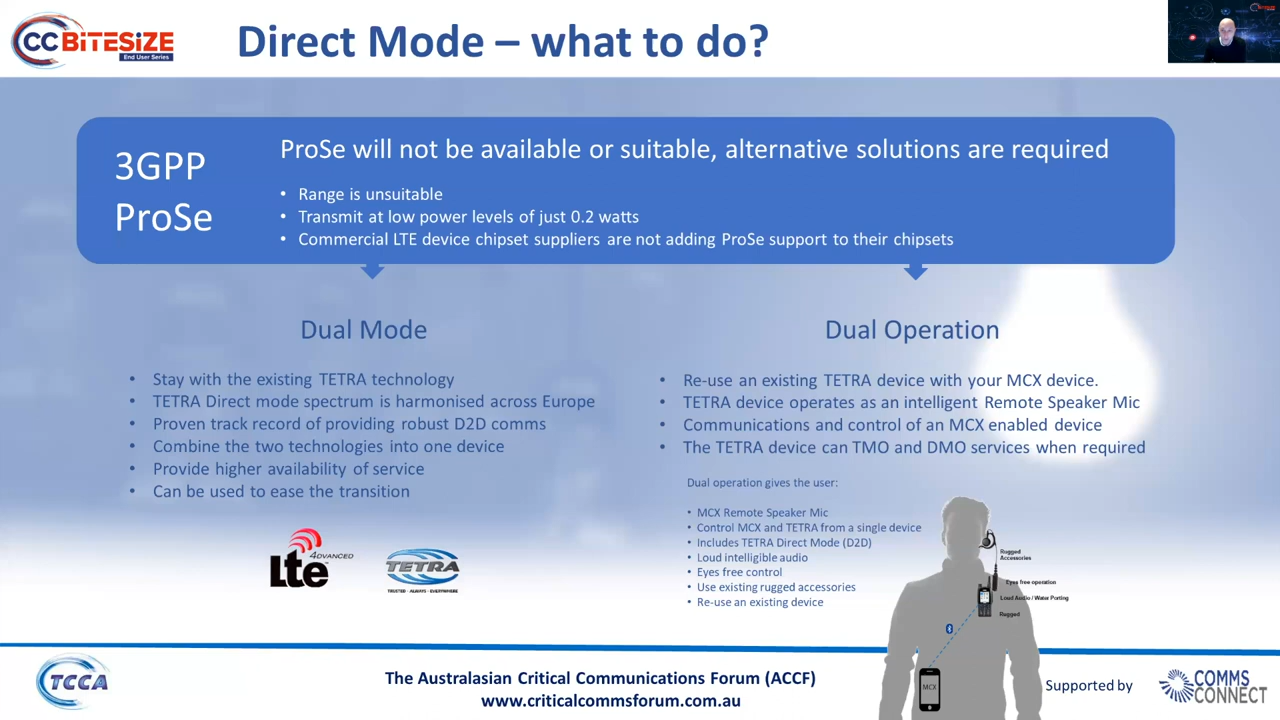 CCBiTESiZE
End User Series
Direct Mode – what to do?
3GPP
ProSe
ProSe will not be available or suitable, alternative solutions are required
• Range is unsuitable
• Transmit at low power levels of just 0.2 watts
• Commercial LTE device chipset suppliers are not adding ProSe support to their chipsets
Dual Mode
• Stay with the existing TETRA technology
• TETRA Direct mode spectrum is harmonised across Europe
• Proven track record of providing robust D2D comms
• Combine the two technologies into one device
• Provide higher availability of service
• Can be used to ease the transition
Lte
4DVANCED
TETRA
TRUSTED · ALWAYS · EVERYWHERE
Dual Operation
• Re-use an existing TETRA device with your MCX device.
• TETRA device operates as an intelligent Remote Speaker Mic
• Communications and control of an MCX enabled device
• The TETRA device can TMO and DMO services when required
Dual operation gives the user:
• MCX Remote Speaker Mic
• Control MCX and TETRA from a single device
• Includes TETRA Direct Mode (D2D)
• Loud intelligible audio
• Eyes free control
• Use existing rugged accessories
• Re-use an existing device
Rugged
Accessories
Eyes free operation
Loud Audio / Water Porting
Rugged
MCX
TCCA
The Australasian Critical Communications Forum (ACCF)
www.criticalcommsforum.com.au
Supported by
COMMS
CONNECT